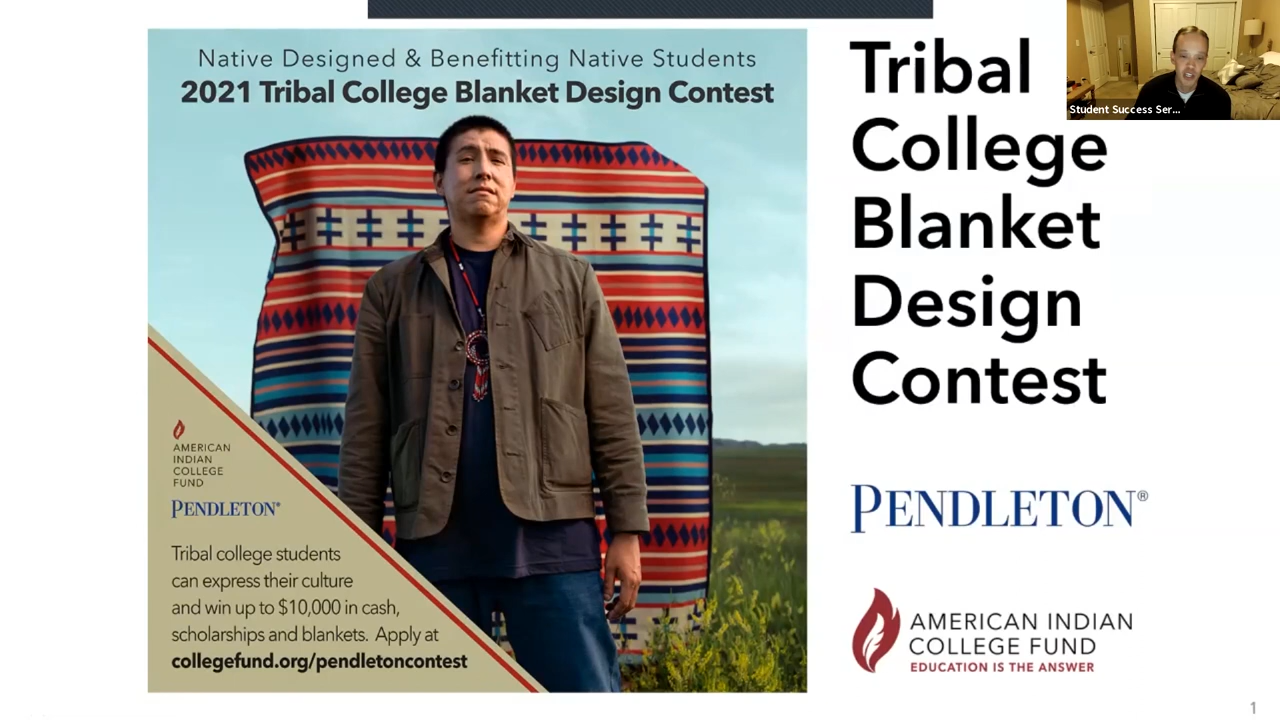 Native Designed & Benefitting Native Students
2021 Tribal College Blanket Design Contest
AMERICAN
INDIAN
COLLEGE
FUND
PENDLETON®
Tribal college students
can express their culture
and win up to $10,000 in cash,
scholarships and blankets. Apply at
collegefund.org/pendletoncontest
Tribal
College
Blanket
Design
Contest
PENDLETON®
AMERICAN INDIAN
COLLEGE FUND
EDUCATION IS THE ANSWER
Student Success Ser...
1